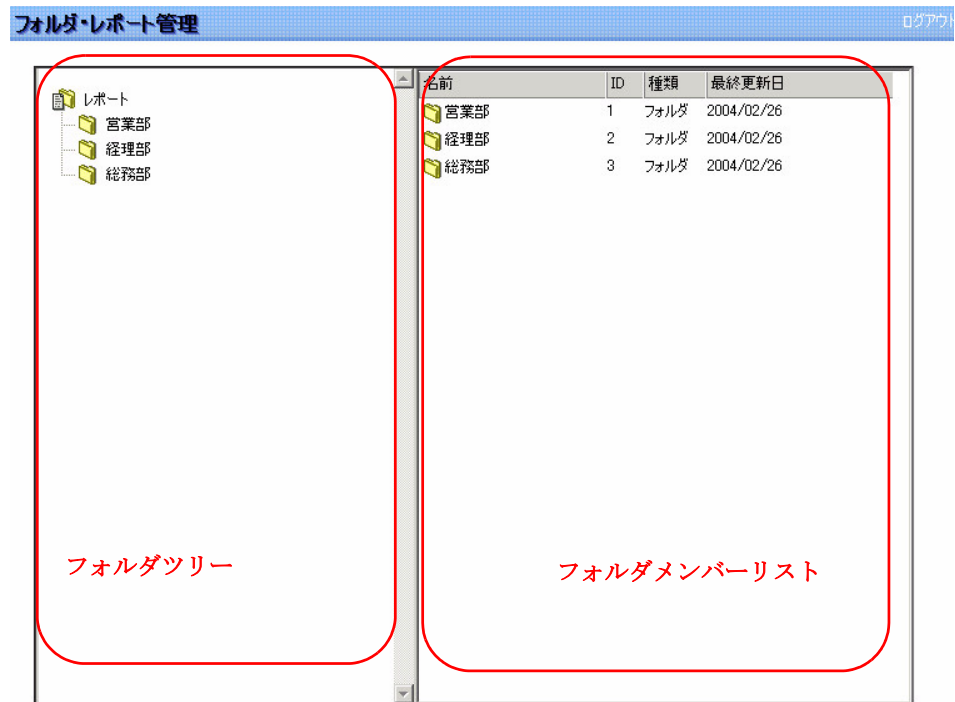 フォルダ・レポート管理
ログアウト
レポート
営業部
経理部
総務部
名前 ID 種類 最終更新日
営業部 1 フォルダ 2004/02/26
経理部 2 フォルダ 2004/02/26
総務部 3 フォルダ 2004/02/26
フォルダツリー
フォルダメンバーリスト